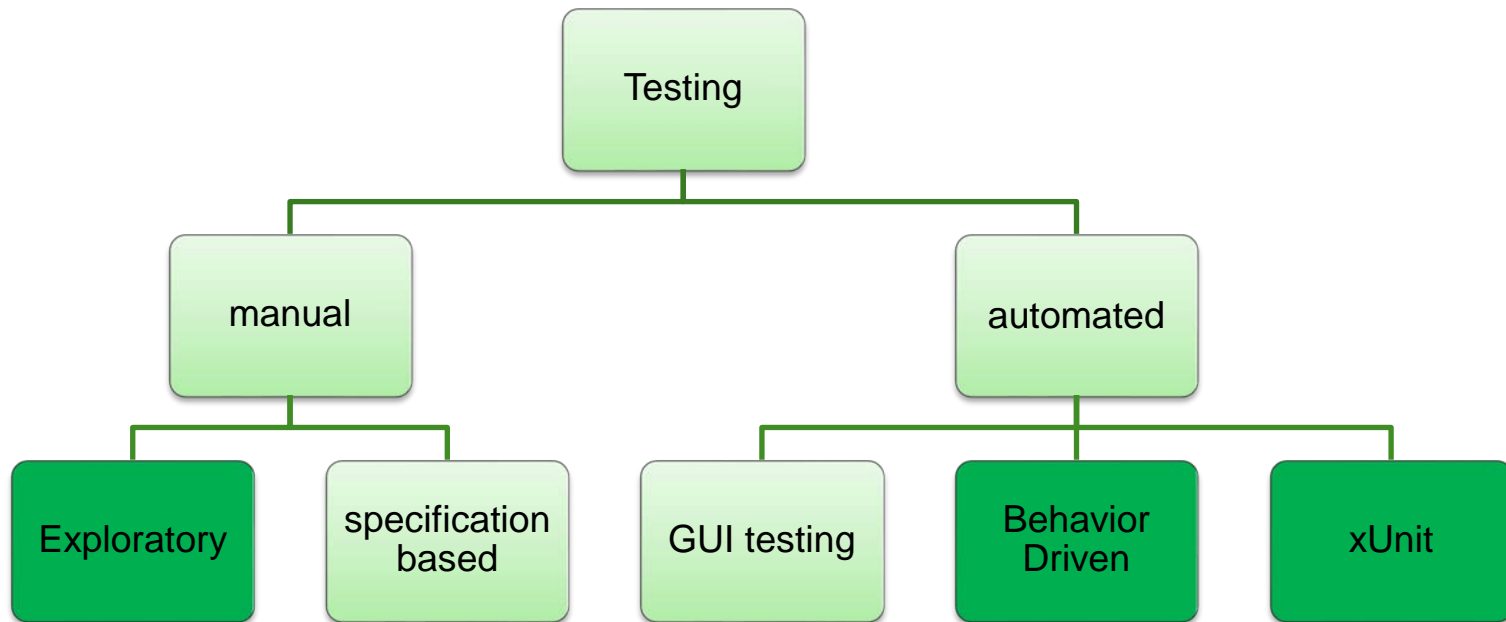 Testing
manual
automated
Exploratory
specification
based
GUI testing
Behavior
Driven
xUnit